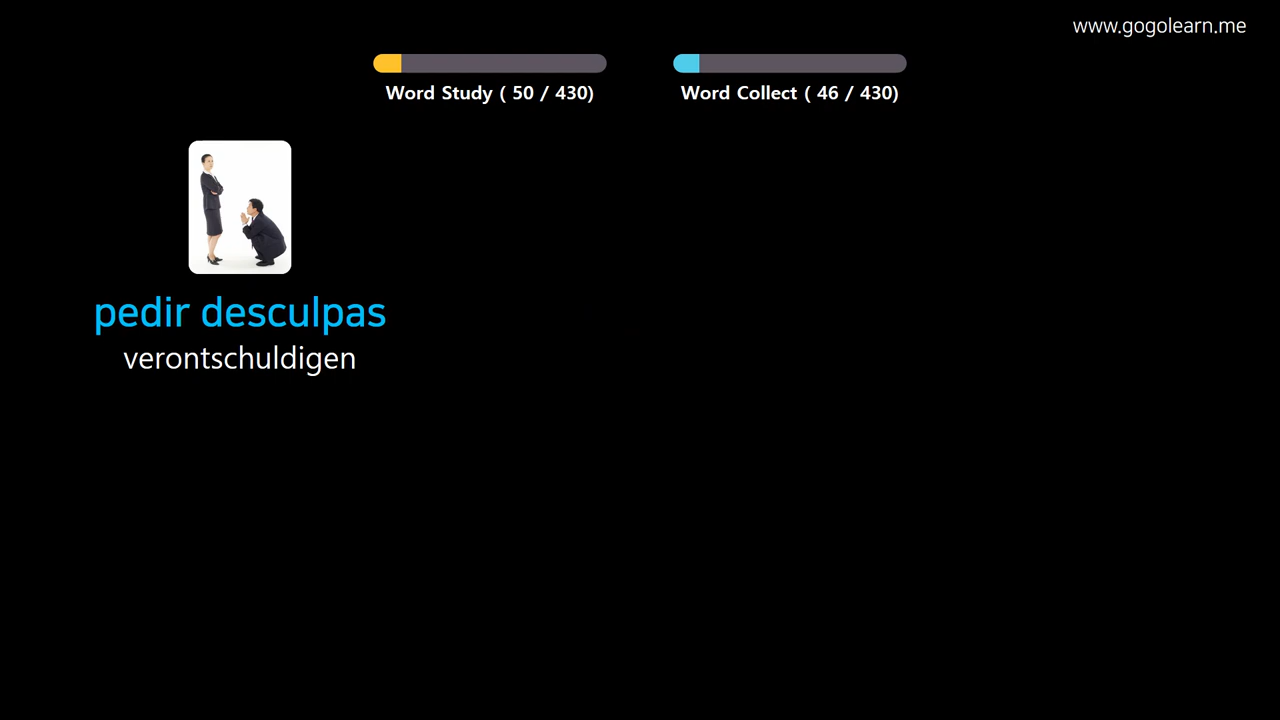 www.gogolearn.me
Word Study ( 50 / 430)
Word Collect ( 46 / 430)
pedir desculpas
verontschuldigen